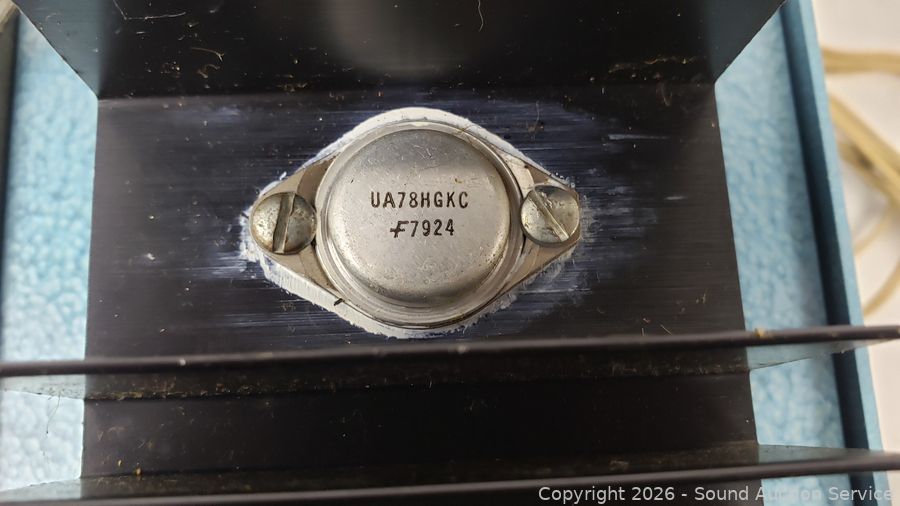 UA78HGKC
F7924
Copyright 2026 - Sound Auction Service